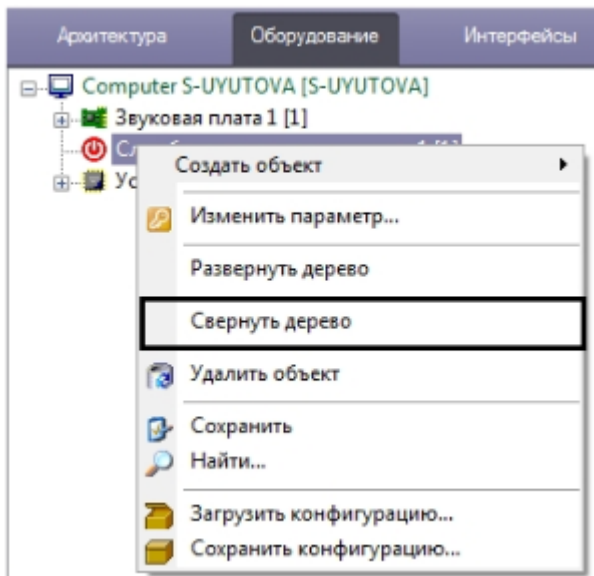 Архитектура
Оборудование
Интерфейсы
Computer S-UYUTOVA [S-UYUTOVA]
Звуковая плата 1 [1]
Создать объект
Изменить параметр...
Развернуть дерево
Свернуть дерево
Удалить объект
Сохранить
Найти...
Загрузить конфигурацию...
Сохранить конфигурацию...